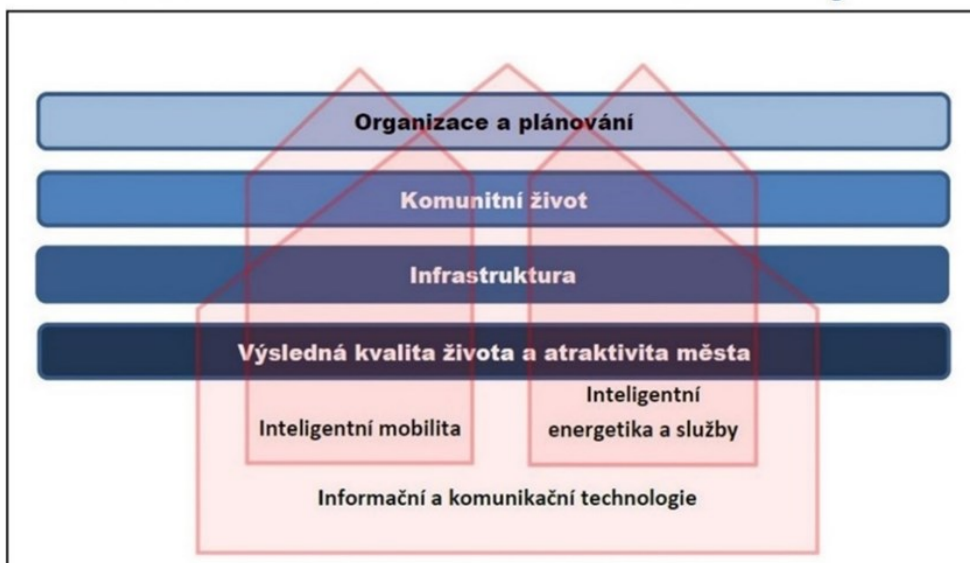 Organizace a plánování
Komunitní život
Infrastruktura
Výsledná kvalita života a atraktivita města
Inteligentní mobilita
Inteligentní
energetika a služby
Informační a komunikační technologie